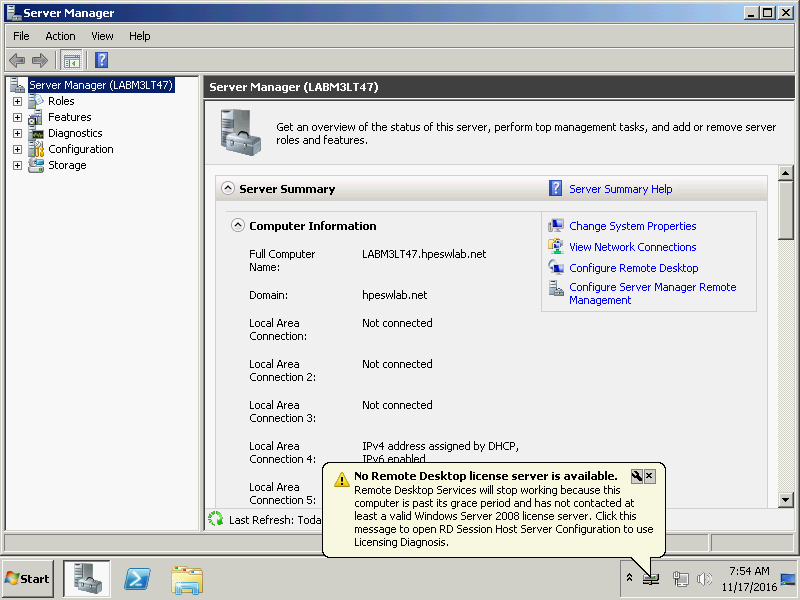 Server Manager
File Action View Help
Server Manager (LABM3LT47)
Roles
Features
Diagnostics
Configuration
Storage
Server Manager (LABM3LT47)
Get an overview of the status of this server, perform top management tasks, and add or remove server
roles and features.
Server Summary
Server Summary Help
Computer Information
Full Computer
Name:
LABM3LT47.hpeswlab.net
Domain:
hpeswlab.net
Local Area
Connection:
Not connected
Local Area
Connection 2:
Not connected
Local Area
Connection 3:
Not connected
Local Area
Connection 4:
IPv4 address assigned by DHCP,
IPv6 enabled
Local Area
Connection 5:
Change System Properties
View Network Connections
Configure Remote Desktop
Configure Server Manager Remote
Management
Last Refresh: Toda
No Remote Desktop license server is available.
Remote Desktop Services will stop working because this
computer is past its grace period and has not contacted at
least a valid Windows Server 2008 license server. Click this
message to open RD Session Host Server Configuration to use
Licensing Diagnosis.
Start
7:54 AM
11/17/2016